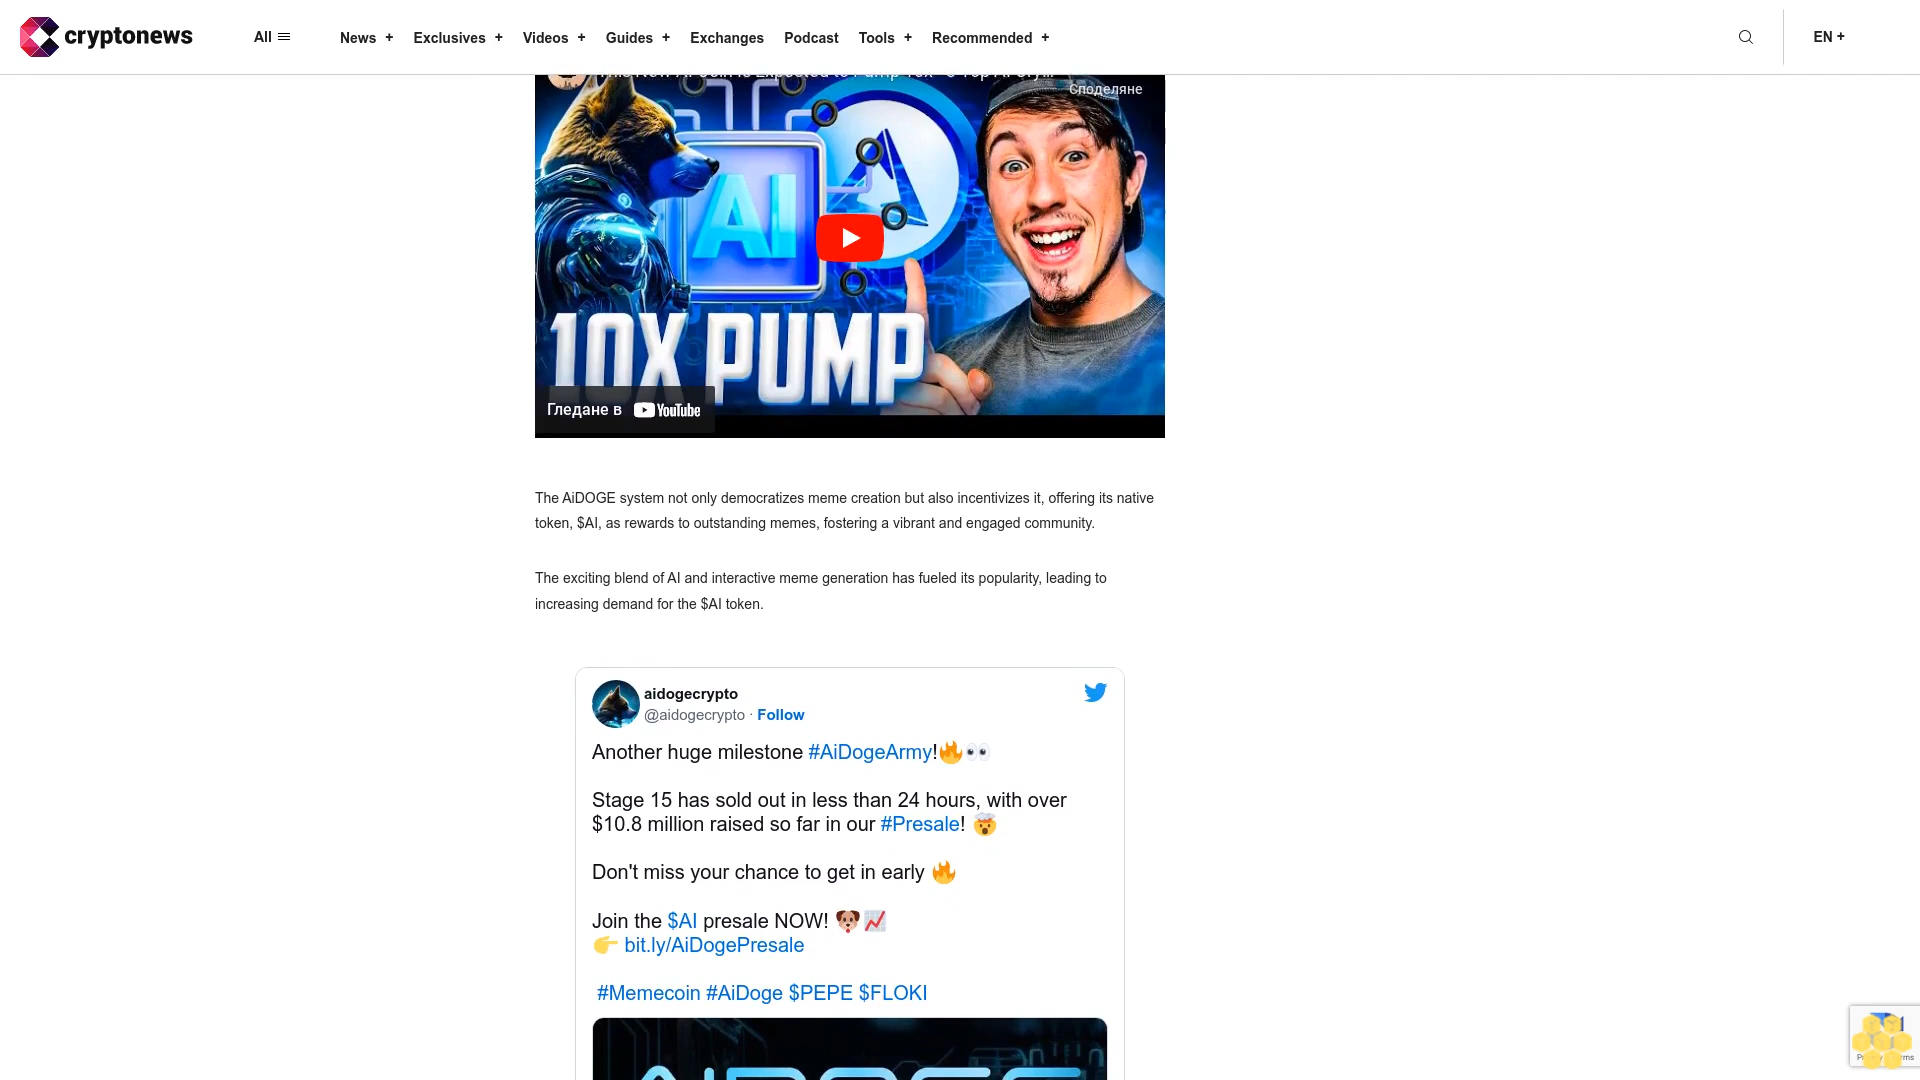 cryptonews
All
News +
Exclusives +
Videos +
Guides +
Exchanges
Podcast
Tools +
Recommended +
EN +
Споделяне
AI
10X PUMP
Гледане в YouTube
The AiDOGE system not only democratizes meme creation but also incentivizes it, offering its native
token, $AI, as rewards to outstanding memes, fostering a vibrant and engaged community.
The exciting blend of AI and interactive meme generation has fueled its popularity, leading to
increasing demand for the $AI token.
aidogecrypto
@aidogecrypto · Follow
Another huge milestone #AiDogeArmy!🔥👀
Stage 15 has sold out in less than 24 hours, with over
$10.8 million raised so far in our #Presale! 🤯
Don't miss your chance to get in early 🔥
Join the $AI presale NOW! 🐶📈
👉 bit.ly/AiDogePresale
#Memecoin #AiDoge $PEPE $FLOKI
AiDOGE